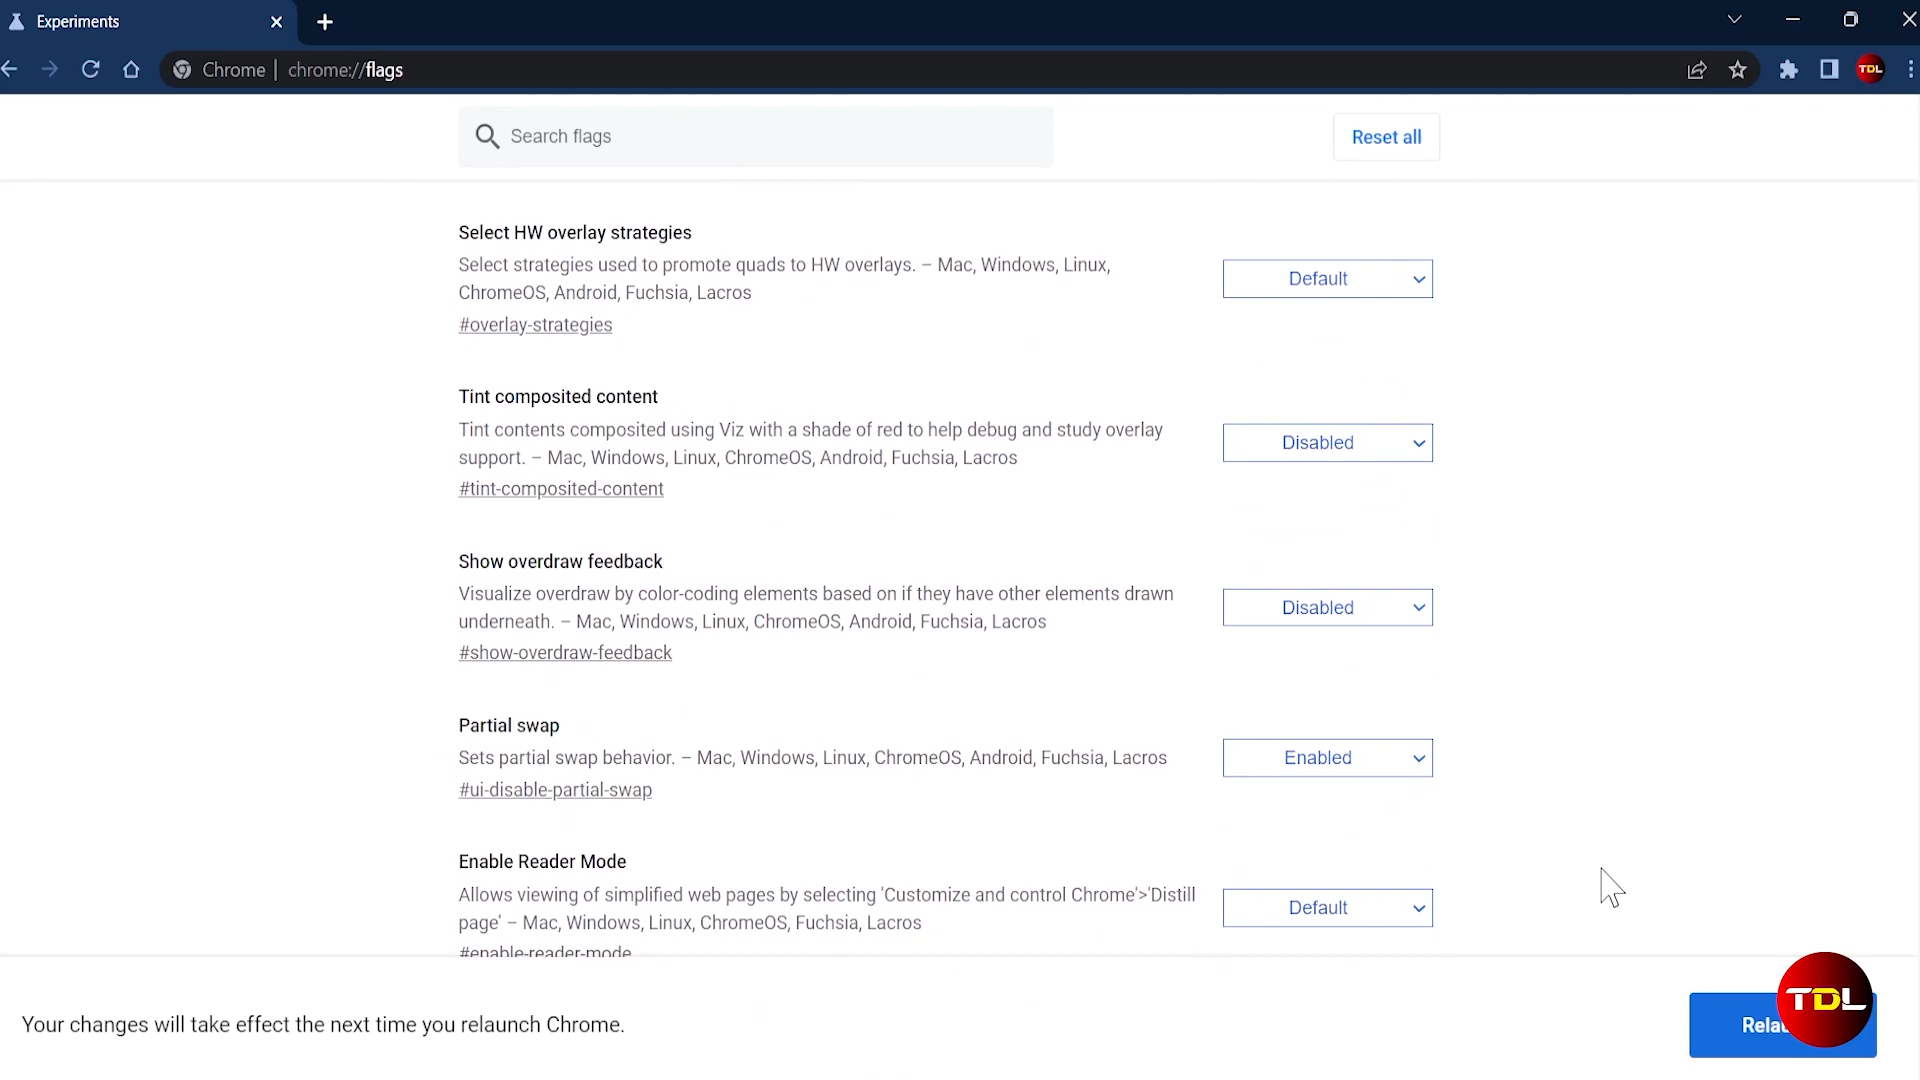 Experiments
Chrome | chrome://flags
TDL
Search flags
Reset all
Select HW overlay strategies
Select strategies used to promote quads to HW overlays. – Mac, Windows, Linux,
ChromeOS, Android, Fuchsia, Lacros
#overlay-strategies
Default
Tint composited content
Tint contents composited using Viz with a shade of red to help debug and study overlay
support. – Mac, Windows, Linux, ChromeOS, Android, Fuchsia, Lacros
#tint-composited-content
Disabled
Show overdraw feedback
Visualize overdraw by color-coding elements based on if they have other elements drawn
underneath. – Mac, Windows, Linux, ChromeOS, Android, Fuchsia, Lacros
#show-overdraw-feedback
Disabled
Partial swap
Sets partial swap behavior. – Mac, Windows, Linux, ChromeOS, Android, Fuchsia, Lacros
#ui-disable-partial-swap
Enabled
Enable Reader Mode
Allows viewing of simplified web pages by selecting 'Customize and control Chrome'>'Distill
page' – Mac, Windows, Linux, ChromeOS, Fuchsia, Lacros
#enable-reader-mode
Default
Your changes will take effect the next time you relaunch Chrome.
TDL